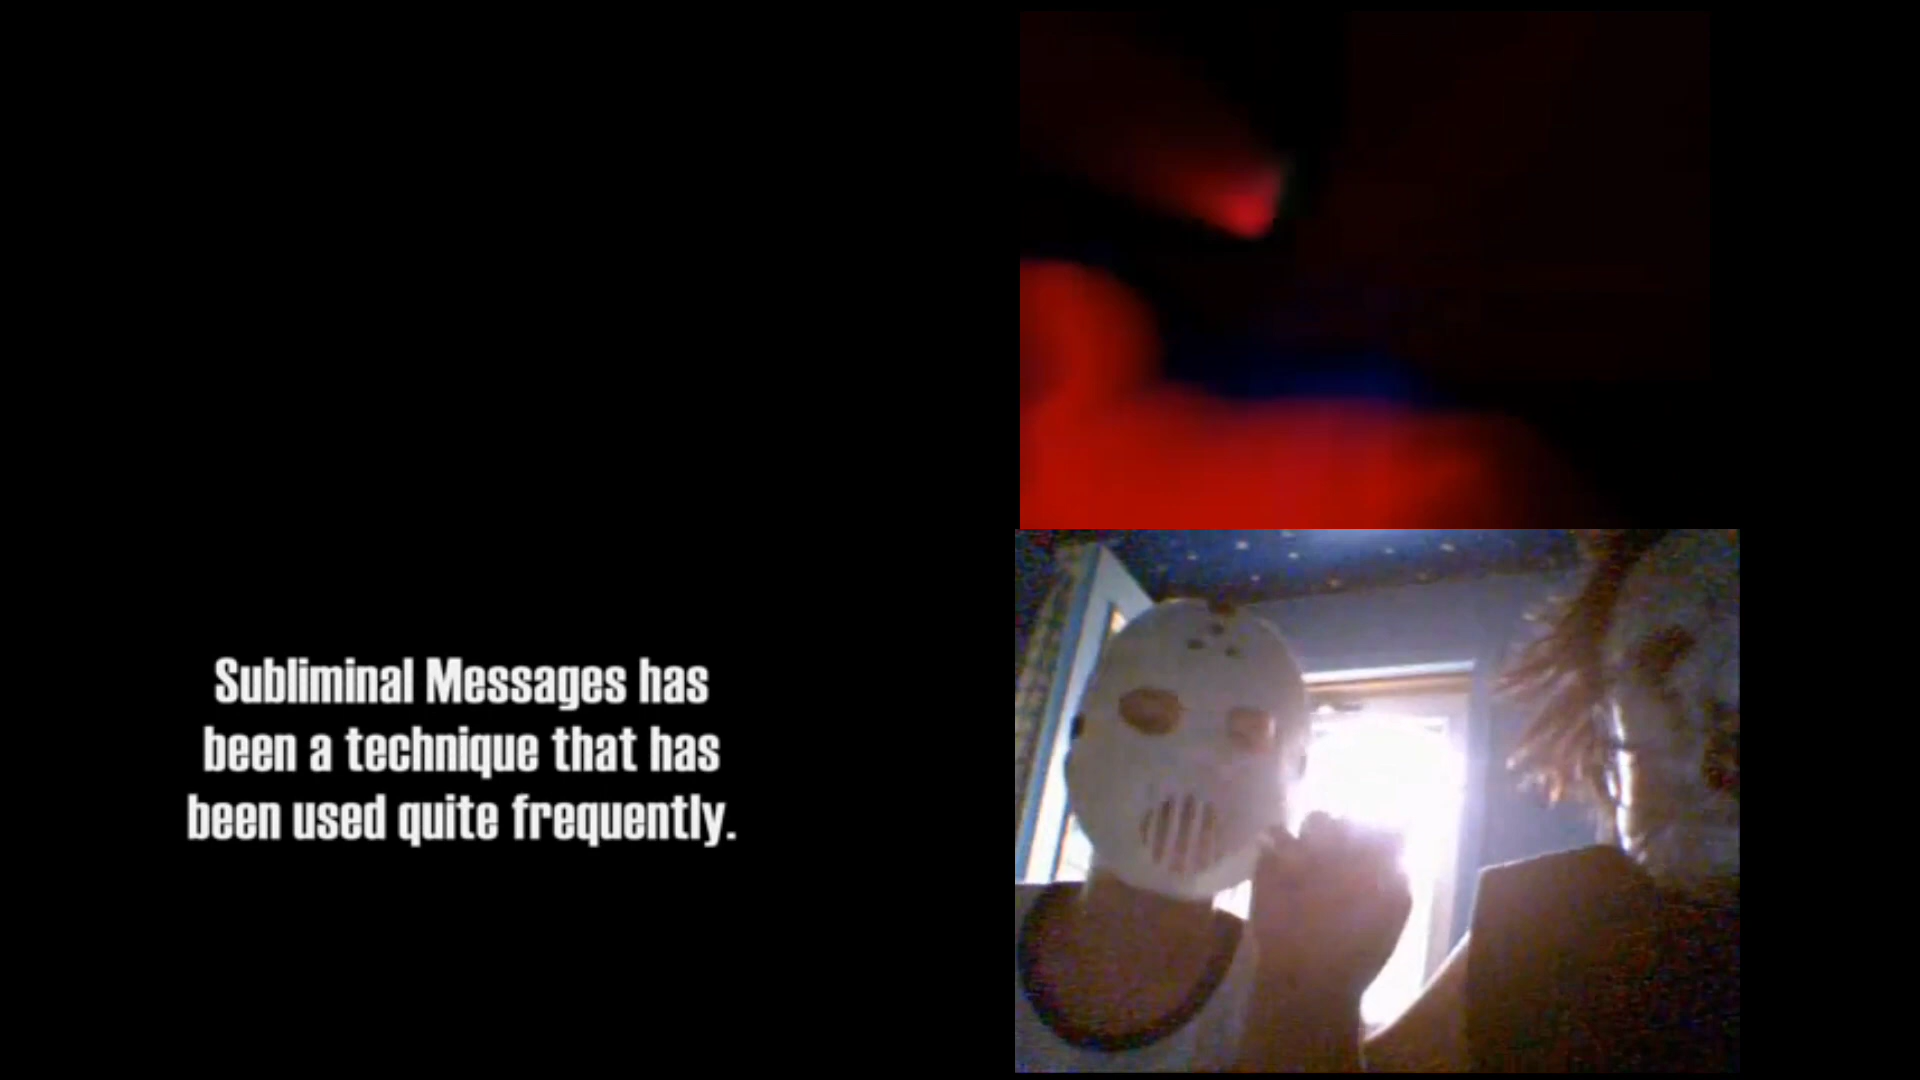 Subliminal Messages has
been a technique that has
been used quite frequently.